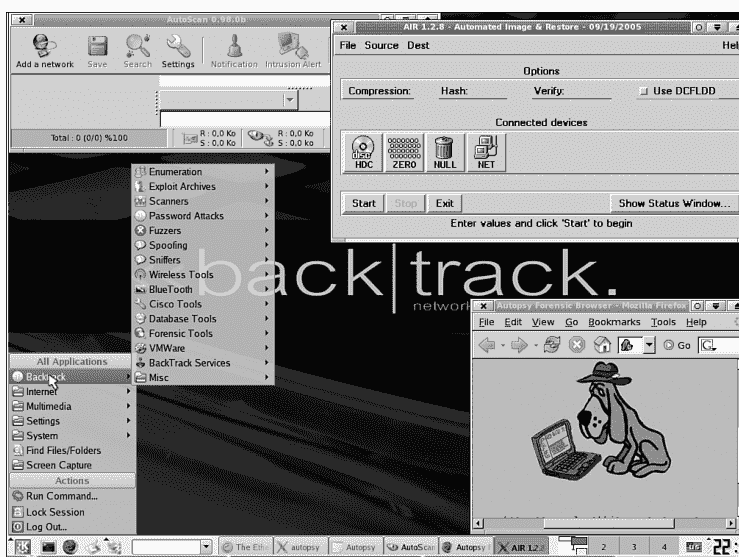 AutoScan 0.98.0b
Add a network Save Search Settings Notification Intrusion Alert
Total : 0 (0/0) %100
R : 0,0 Ko
S : 0,0 Ko
R : 0,0 Ko
S : 0,0 Ko
AIR 1.2.8 - Automated Image & Restore - 09/19/2005
File Source Dest Hel
Options
Compression: Hash: Verify: Use DCFLDD
Connected devices
HDC ZERO NULL NET
Start Stop Exit Show Status Window...
Enter values and click 'Start' to begin
Enumeration
Exploit Archives
Scanners
Password Attacks
Fuzzers
Spoofing
Sniffers
Wireless Tools
BlueTooth
Cisco Tools
Database Tools
Forensic Tools
VMWare
BackTrack Services
Misc
back|track.
network
Autopsy Forensic Browser - Mozilla Firefox
File Edit View Go Bookmarks Tools Help
Go
All Applications
Backtrack
Internet
Multimedia
Settings
System
Find Files/Folders
Screen Capture
Actions
Run Command...
Lock Session
Log Out...
The Eth
autopsy
Autopsy
AutoScan
Autopsy
AIR 1.2.8
2 3 4
22: